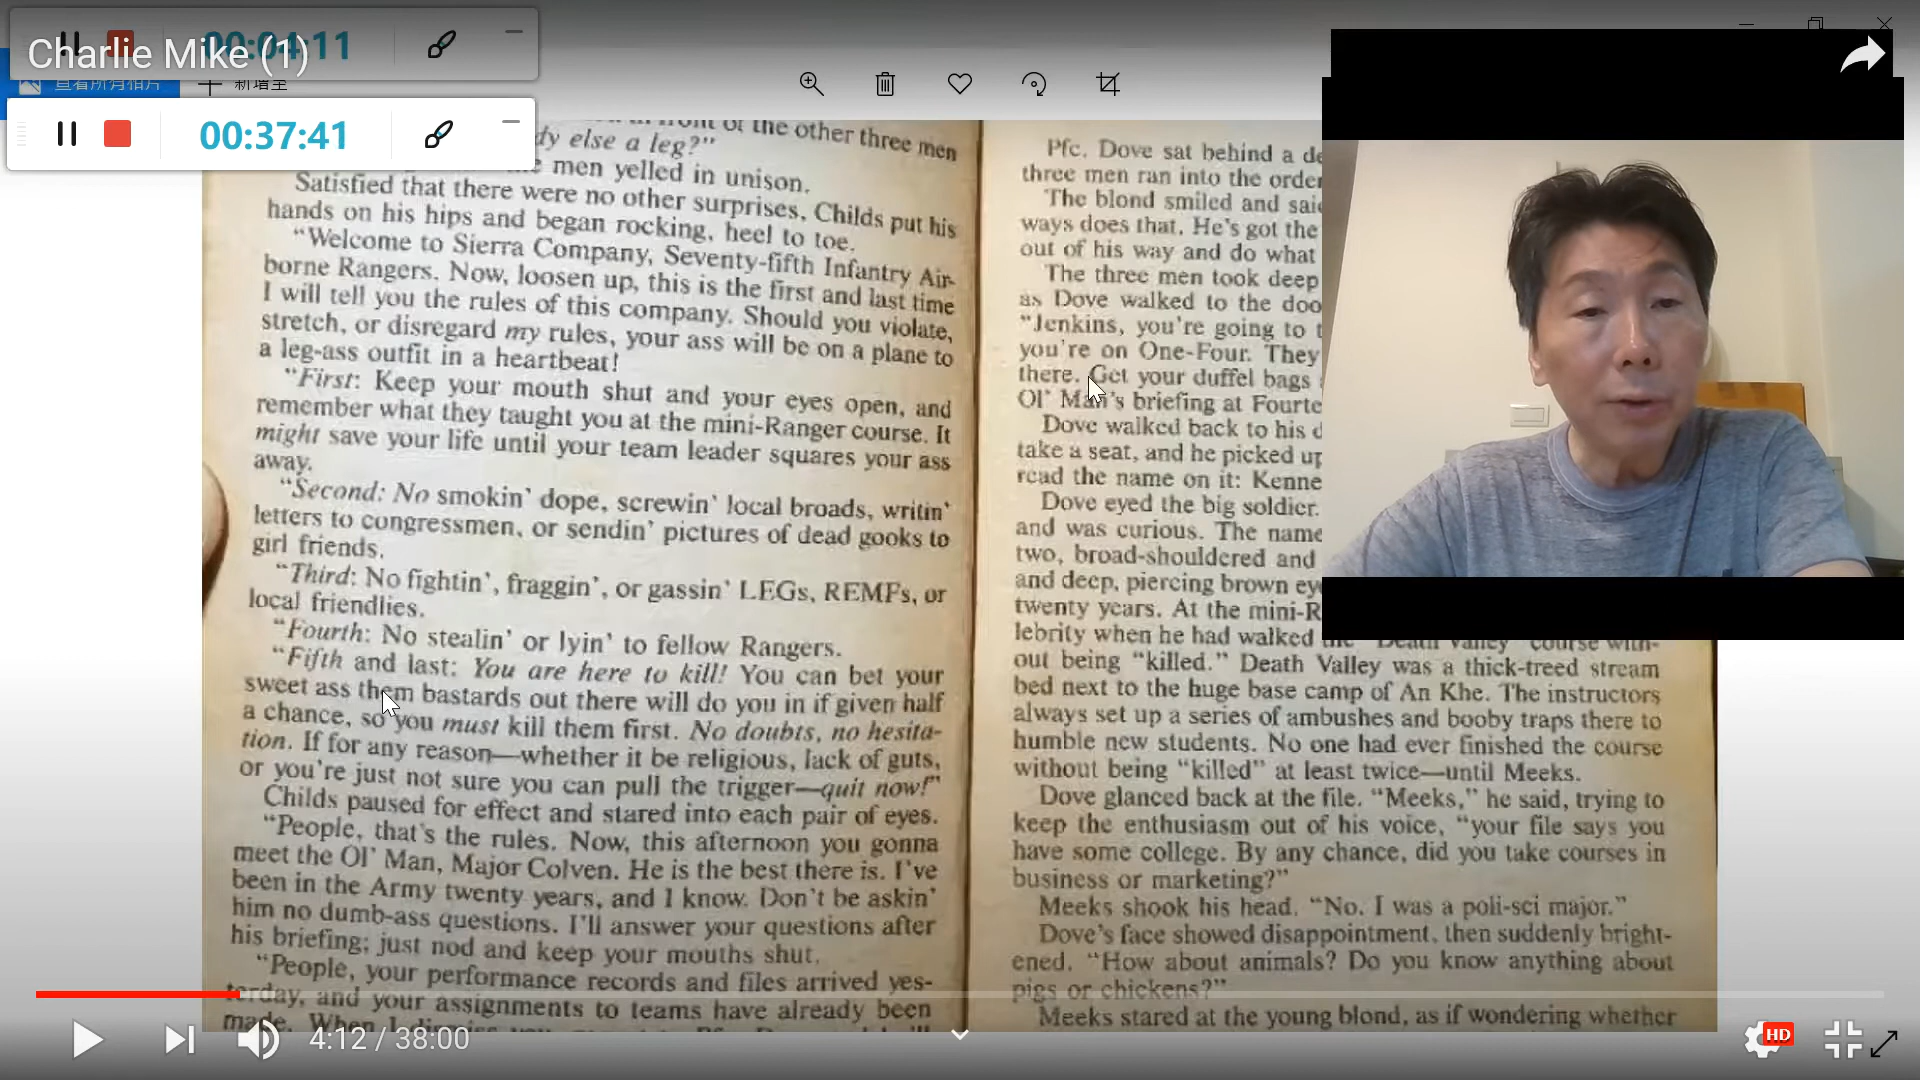 Charlie Mike (1)
00:04:11
查看所有相片
新增至
00:37:41
of the other three men
dy else a leg?"
men yelled in unison.
Satisfied that there were no other surprises, Childs put his
hands on his hips and began rocking, heel to toe.
"Welcome to Sierra Company, Seventy-fifth Infantry Air-
borne Rangers. Now, loosen up, this is the first and last time
I will tell you the rules of this company. Should you violate,
stretch, or disregard my rules, your ass will be on a plane to
a leg-ass outfit in a heartbeat!
"First: Keep your mouth shut and your eyes open, and
remember what they taught you at the mini-Ranger course. It
might save your life until your team leader squares your ass
away.
"Second: No smokin' dope, screwin' local broads, writin'
letters to congressmen, or sendin' pictures of dead gooks to
girl friends.
"Third: No fightin', fraggin', or gassin' LEGs, REMFs, or
local friendlies.
"Fourth: No stealin' or lyin' to fellow Rangers.
"Fifth and last: You are here to kill! You can bet your
sweet ass them bastards out there will do you in if given half
a chance, so you must kill them first. No doubts, no hesita-
tion. If for any reason—whether it be religious, lack of guts,
or you're just not sure you can pull the trigger—quit now!"
Childs paused for effect and stared into each pair of eyes.
"People, that's the rules. Now, this afternoon you gonna
meet the Ol' Man, Major Colven. He is the best there is. I've
been in the Army twenty years, and I know. Don't be askin'
him no dumb-ass questions. I'll answer your questions after
his briefing; just nod and keep your mouths shut.
"People, your performance records and files arrived yes-
terday, and your assignments to teams have already been
made. When
Pfc. Dove sat behind a de
three men ran into the order
The blond smiled and said
ways does that. He's got the
out of his way and do what
The three men took deep
as Dove walked to the doo
"Jenkins, you're going to t
you're on One-Four. They
there. Get your duffel bags
Ol' Man's briefing at Fourte
Dove walked back to his d
take a seat, and he picked up
read the name on it: Kenne
Dove eyed the big soldier.
and was curious. The name
two, broad-shouldered and
and deep, piercing brown eye
twenty years. At the mini-R
lebrity when he had walked the "Death Valley" course with-
out being "killed." Death Valley was a thick-treed stream
bed next to the huge base camp of An Khe. The instructors
always set up a series of ambushes and booby traps there to
humble new students. No one had ever finished the course
without being "killed" at least twice—until Meeks.
Dove glanced back at the file. "Meeks," he said, trying to
keep the enthusiasm out of his voice, "your file says you
have some college. By any chance, did you take courses in
business or marketing?"
Meeks shook his head. "No. I was a poli-sci major."
Dove's face showed disappointment, then suddenly bright-
ened. "How about animals? Do you know anything about
pigs or chickens?"
Meeks stared at the young blond, as if wondering whether
4:12 / 38:00
HD